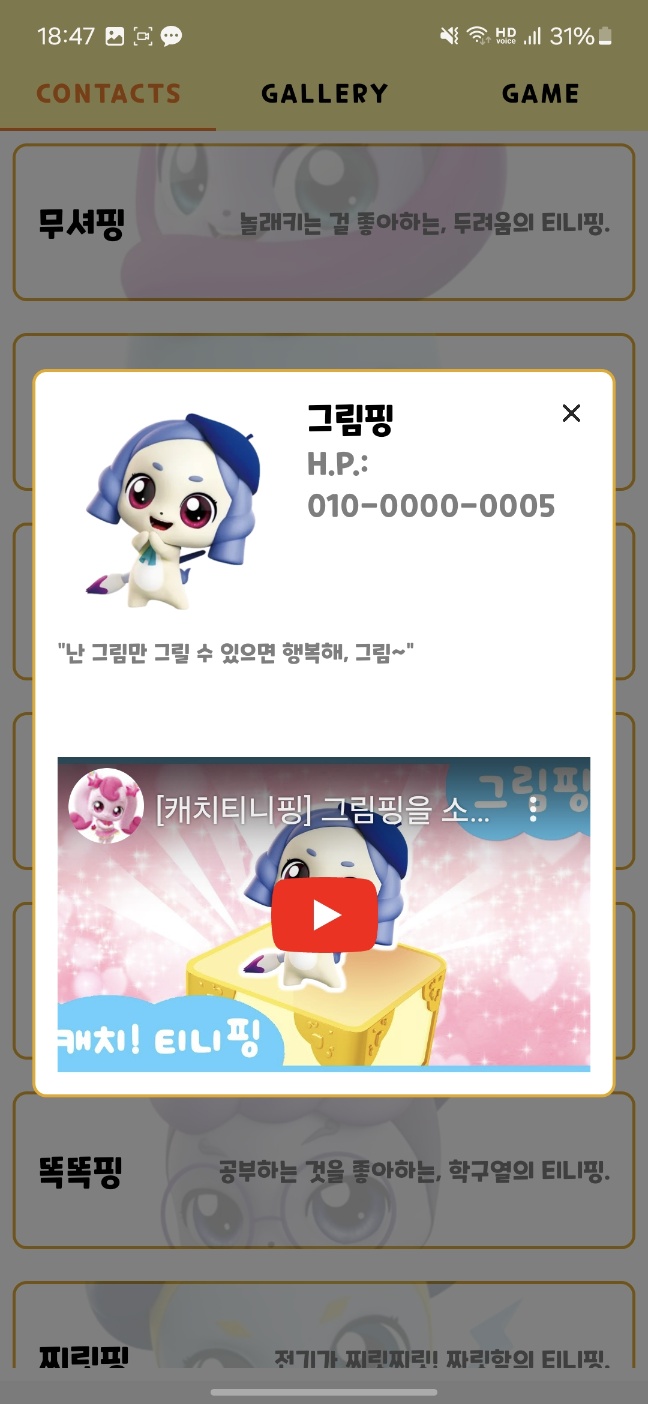 18:47 HD voice 31%
CONTACTS GALLERY GAME
무셔핑 놀래키는 걸 좋아하는, 두려움의 티니핑.
그림핑
H.P.:
010-0000-0005
"난 그림만 그릴 수 있으면 행복해, 그림~"
그림핑
[캐치티니핑] 그림핑을 소...
캐치! 티니핑
똑똑핑 공부하는 것을 좋아하는, 학구열의 티니핑.
찌릿핑 전기가 찌릿찌릿! 짜릿함의 티니핑.